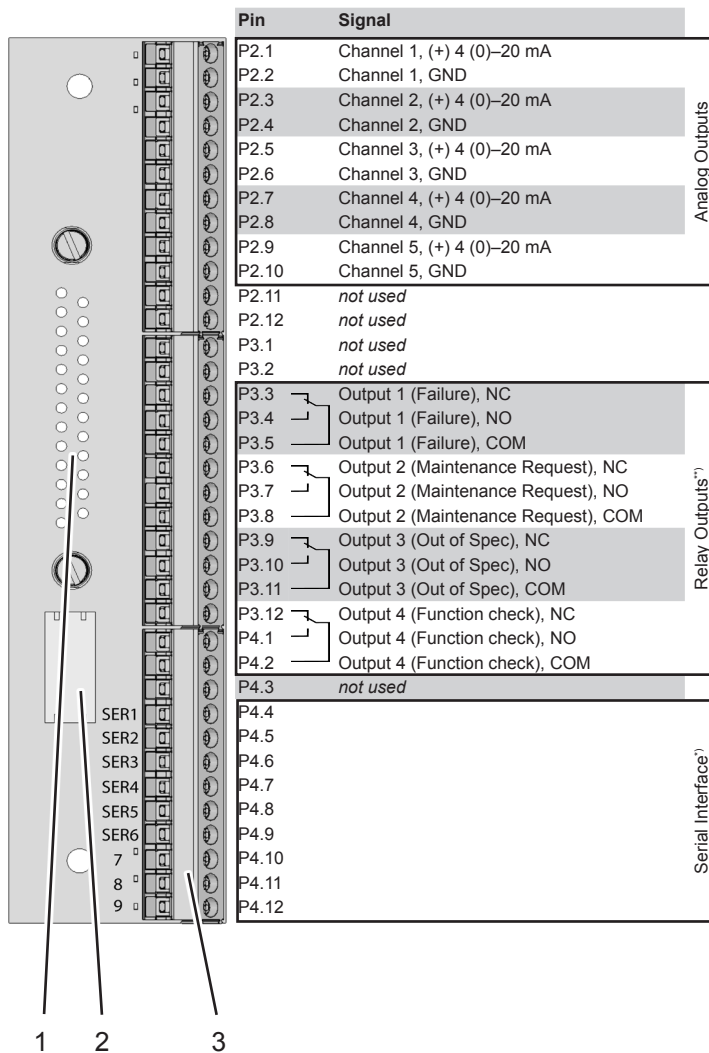 Pin Signal
P2.1 Channel 1, (+) 4 (0)–20 mA
P2.2 Channel 1, GND
P2.3 Channel 2, (+) 4 (0)–20 mA
P2.4 Channel 2, GND
P2.5 Channel 3, (+) 4 (0)–20 mA
P2.6 Channel 3, GND
P2.7 Channel 4, (+) 4 (0)–20 mA
P2.8 Channel 4, GND
P2.9 Channel 5, (+) 4 (0)–20 mA
P2.10 Channel 5, GND
Analog Outputs
P2.11 not used
P2.12 not used
P3.1 not used
P3.2 not used
P3.3 Output 1 (Failure), NC
P3.4 Output 1 (Failure), NO
P3.5 Output 1 (Failure), COM
P3.6 Output 2 (Maintenance Request), NC
P3.7 Output 2 (Maintenance Request), NO
P3.8 Output 2 (Maintenance Request), COM
P3.9 Output 3 (Out of Spec), NC
P3.10 Output 3 (Out of Spec), NO
P3.11 Output 3 (Out of Spec), COM
P3.12 Output 4 (Function check), NC
P4.1 Output 4 (Function check), NO
P4.2 Output 4 (Function check), COM
Relay Outputs**)
P4.3 not used
SER1 P4.4
SER2 P4.5
SER3 P4.6
SER4 P4.7
SER5 P4.8
SER6 P4.9
7 P4.10
8 P4.11
9 P4.12
Serial Interface*)
1 2 3